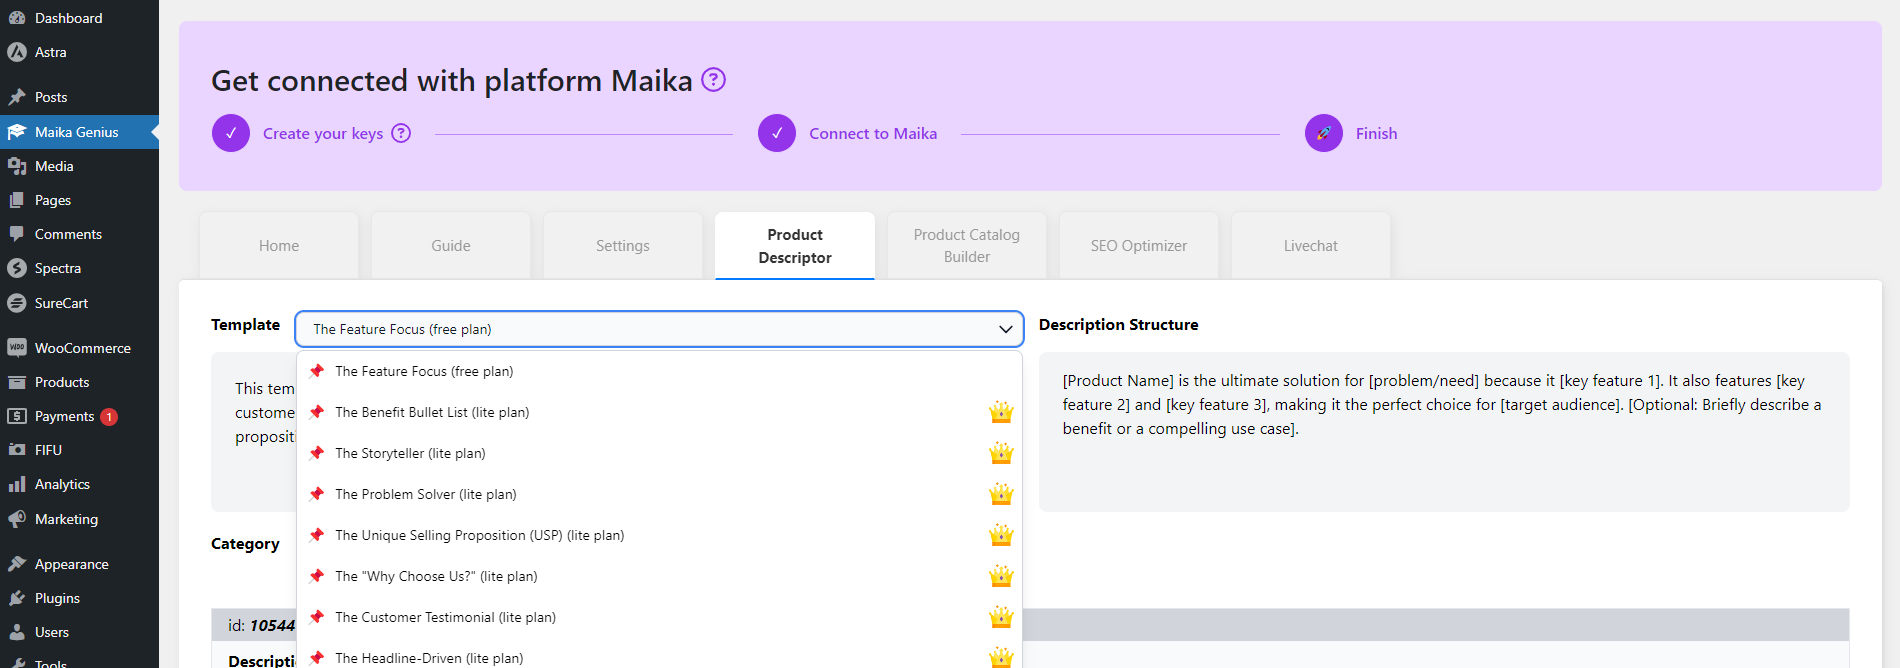 Dashboard
Astra
Posts
Maika Genius
Media
Pages
Comments
Spectra
SureCart
WooCommerce
Products
Payments 1
FIFU
Analytics
Marketing
Appearance
Plugins
Users
Tools
Get connected with platform Maika ?
Create your keys ?
Connect to Maika
Finish
Home
Guide
Settings
Product
Descriptor
Product Catalog
Builder
SEO Optimizer
Livechat
Template
The Feature Focus (free plan)
The Feature Focus (free plan)
The Benefit Bullet List (lite plan)
The Storyteller (lite plan)
The Problem Solver (lite plan)
The Unique Selling Proposition (USP) (lite plan)
The "Why Choose Us?" (lite plan)
The Customer Testimonial (lite plan)
The Headline-Driven (lite plan)
This tem
custome
propositi
Description Structure
[Product Name] is the ultimate solution for [problem/need] because it [key feature 1]. It also features [key
feature 2] and [key feature 3], making it the perfect choice for [target audience]. [Optional: Briefly describe a
benefit or a compelling use case].
Category
id: 10544
Descripti